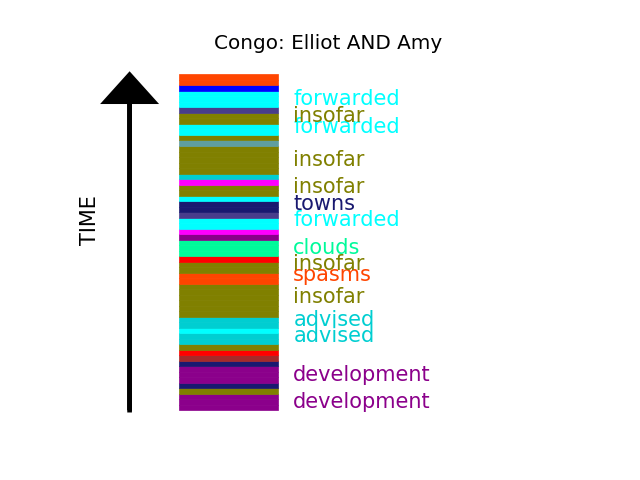 Congo: Elliot AND Amy
forwarded
insofar
forwarded
insofar
insofar
towns
forwarded
clouds
insofar
spasms
insofar
advised
advised
development
development
TIME